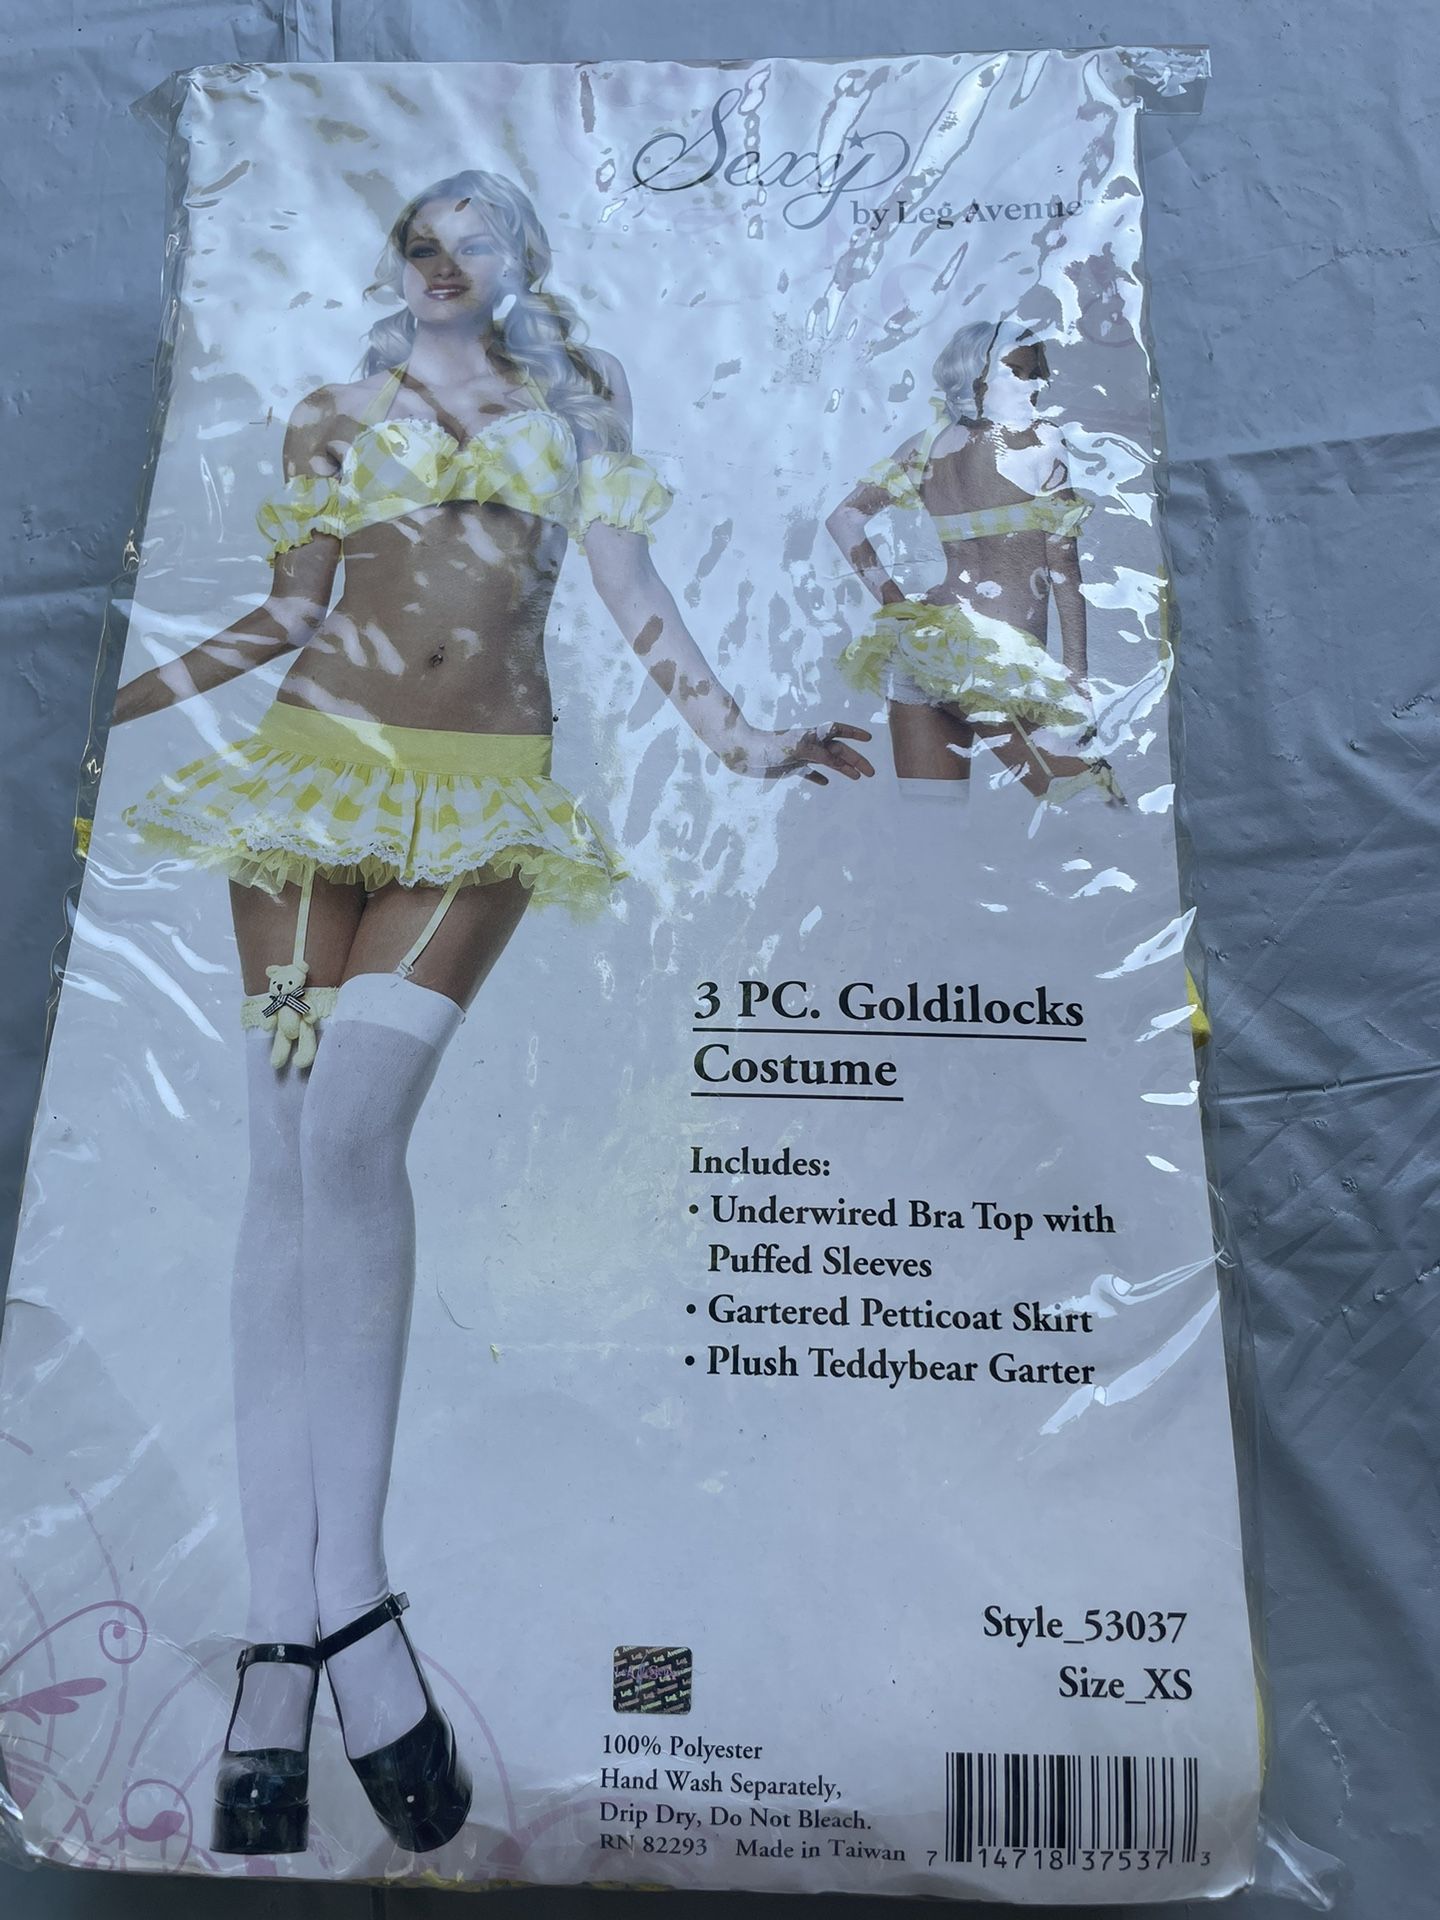 Sexy
by Leg Avenue™
3 PC. Goldilocks
Costume
Includes:
• Underwired Bra Top with
Puffed Sleeves
• Gartered Petticoat Skirt
• Plush Teddybear Garter
Style_53037
Size_XS
Leg Avenue
100% Polyester
Hand Wash Separately,
Drip Dry, Do Not Bleach.
RN 82293 Made in Taiwan
7 14718 37537 3